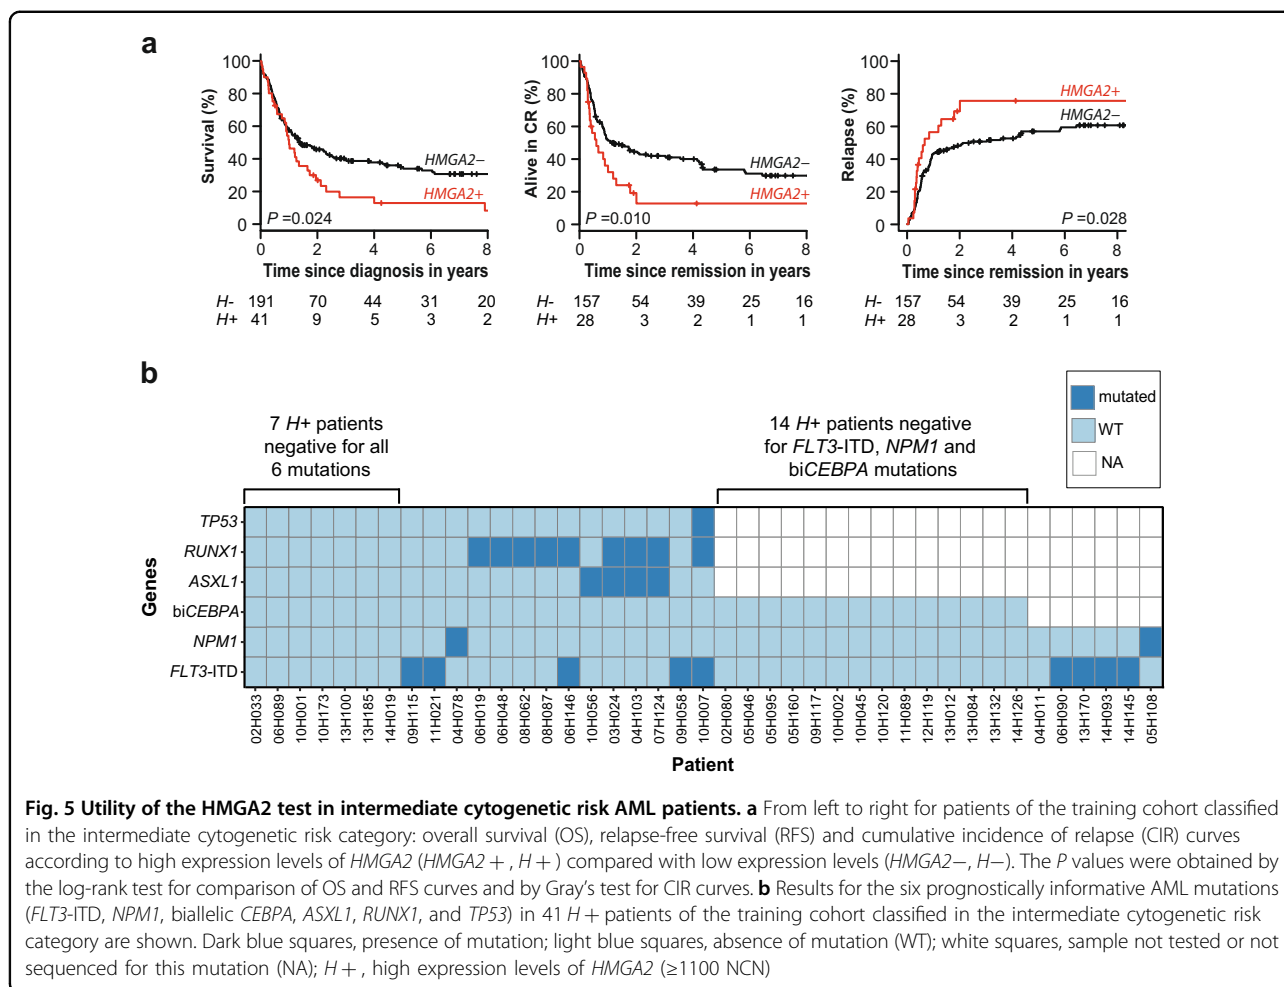 a
100
80
60
40
20
0
Survival (%)
HMGA2−
HMGA2+
P =0.024
0 2 4 6 8
Time since diagnosis in years
H- 191 70 44 31 20
H+ 41 9 5 3 2
100
80
60
40
20
0
Alive in CR (%)
HMGA2−
HMGA2+
P =0.010
0 2 4 6 8
Time since remission in years
H- 157 54 39 25 16
H+ 28 3 2 1 1
100
80
60
40
20
0
Relapse (%)
HMGA2+
HMGA2−
P =0.028
0 2 4 6 8
Time since remission in years
H- 157 54 39 25 16
H+ 28 3 2 1 1
b
mutated
WT
NA
7 H+ patients
negative for all
6 mutations
14 H+ patients negative
for FLT3-ITD, NPM1 and
biCEBPA mutations
Genes
TP53
RUNX1
ASXL1
biCEBPA
NPM1
FLT3-ITD
02H033
06H089
10H001
10H173
13H100
13H185
14H019
09H115
11H021
04H078
06H019
06H048
08H062
08H087
06H146
10H056
03H024
04H103
07H124
09H058
10H007
02H080
05H046
05H095
05H160
09H117
10H002
10H045
10H120
11H089
12H119
13H012
08H084
13H132
14H126
04H011
06H090
13H170
14H093
14H145
05H108
Patient
Fig. 5 Utility of the HMGA2 test in intermediate cytogenetic risk AML patients. a From left to right for patients of the training cohort classified
in the intermediate cytogenetic risk category: overall survival (OS), relapse-free survival (RFS) and cumulative incidence of relapse (CIR) curves
according to high expression levels of HMGA2 (HMGA2 + , H + ) compared with low expression levels (HMGA2−, H−). The P values were obtained by
the log-rank test for comparison of OS and RFS curves and by Gray's test for CIR curves. b Results for the six prognostically informative AML mutations
(FLT3-ITD, NPM1, biallelic CEBPA, ASXL1, RUNX1, and TP53) in 41 H + patients of the training cohort classified in the intermediate cytogenetic risk
category are shown. Dark blue squares, presence of mutation; light blue squares, absence of mutation (WT); white squares, sample not tested or not
sequenced for this mutation (NA); H + , high expression levels of HMGA2 (≥1100 NCN)